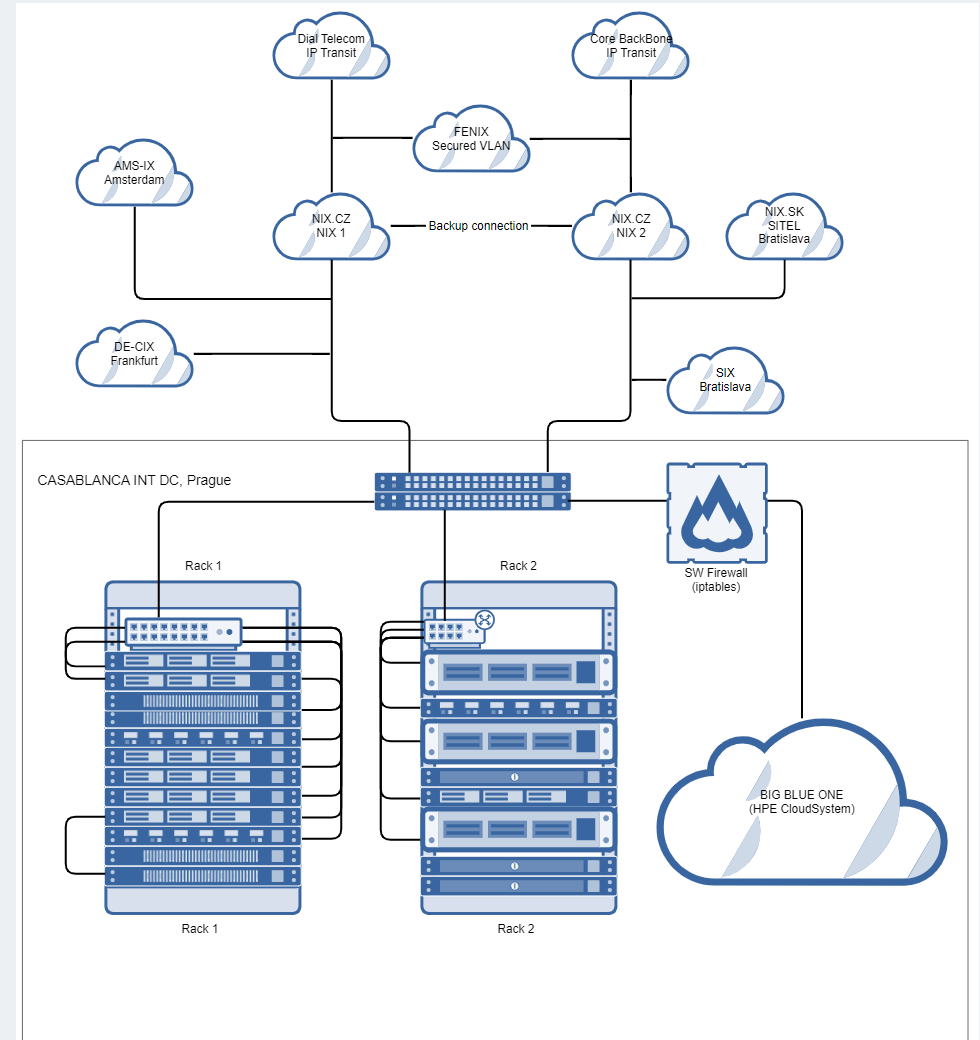 Dial Telecom
IP Transit
Core BackBone
IP Transit
FENIX
Secured VLAN
AMS-IX
Amsterdam
NIX.CZ
NIX 1
Backup connection
NIX.CZ
NIX 2
NIX.SK
SITEL
Bratislava
DE-CIX
Frankfurt
SIX
Bratislava
CASABLANCA INT DC, Prague
SW Firewall
(iptables)
Rack 1
Rack 2
BIG BLUE ONE
(HPE CloudSystem)
Rack 1
Rack 2